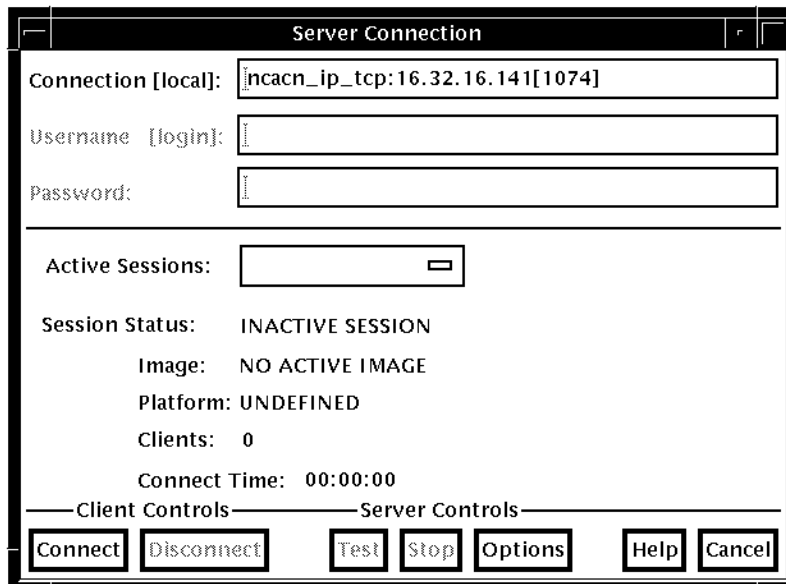 Server Connection
Connection [local]: ncacn_ip_tcp:16.32.16.141[1074]
Username [login]:
Password:
Active Sessions:
Session Status: INACTIVE SESSION
Image: NO ACTIVE IMAGE
Platform: UNDEFINED
Clients: 0
Connect Time: 00:00:00
Client Controls Server Controls
Connect Disconnect Test Stop Options Help Cancel